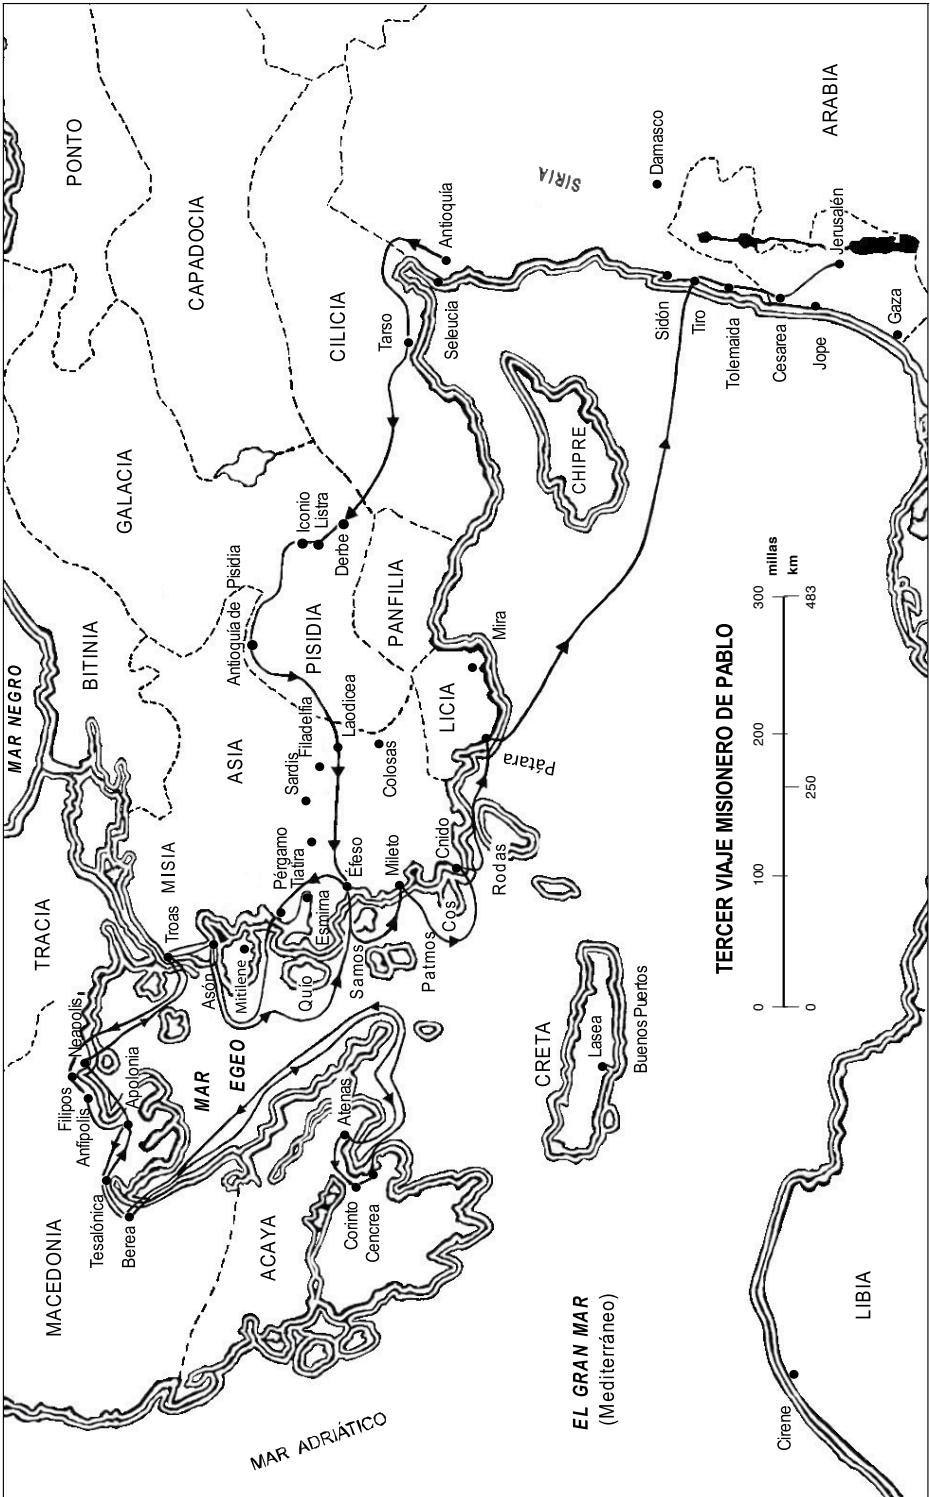 MAR NEGRO
PONTO
CAPADOCIA
CILICIA
GALACIA
BITINIA
TRACIA
MACEDONIA
ASIA
MISIA
PISIDIA
PANFILIA
LICIA
SIRIA
ARABIA
Damasco
Antioquía
Seleucia
Tarso
Iconio
Listra
Derbe
Antioquía de Pisidia
Laodicea
Filadelfia
Sardis
Colosas
Pérgamo
Tiatira
Esmirna
Éfeso
Mileto
Troas
Asón
Mitilene
Quío
Samos
Patmos
Cos
Cnido
Rodas
Pátara
Mira
Neápolis
Filipos
Anfípolis
Apolonia
Tesalónica
Berea
MAR
EGEO
Atenas
Corinto
Cencrea
ACAYA
MAR ADRIÁTICO
CRETA
Lasea
Buenos Puertos
CHIPRE
Sidón
Tiro
Tolemaida
Cesarea
Jope
Jerusalén
Gaza
EL GRAN MAR
(Mediterráneo)
LIBIA
Cirene
TERCER VIAJE MISIONERO DE PABLO
0 100 200 300 millas
0 250 483 km